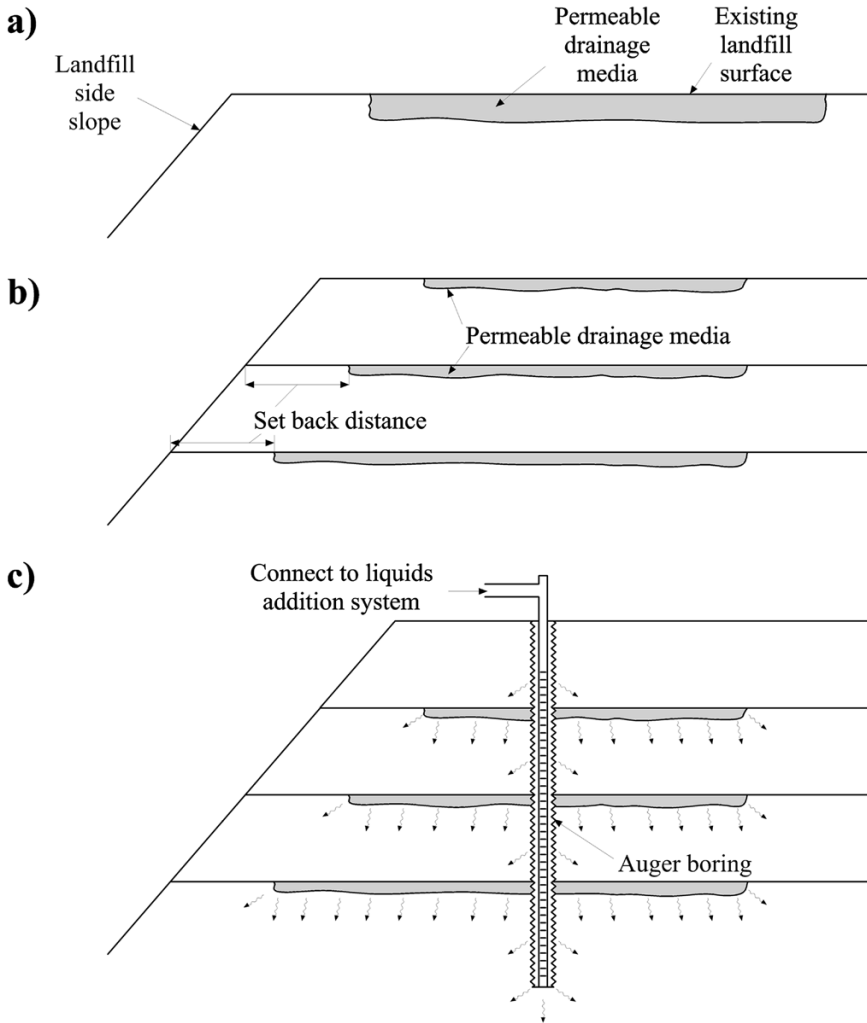 a)
Landfill
side
slope
Permeable
drainage
media
Existing
landfill
surface
b)
Permeable drainage media
Set back distance
c)
Connect to liquids
addition system
Auger boring